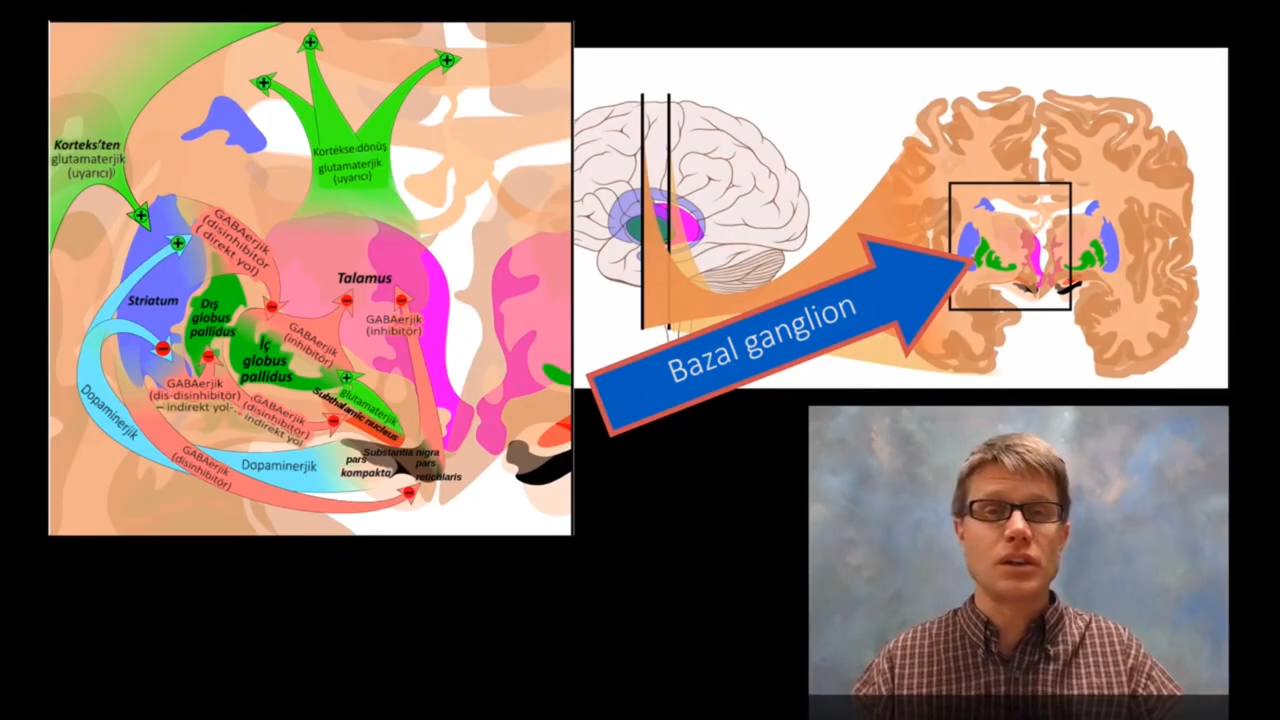 Korteks'ten
glutamaterjik
(uyarıcı))
Kortekse dönüş
glutamaterjik
(uyarıcı)
GABAerjik
(disinhibitör
( direkt yol)
Talamus
Striatum
Dış
globus
pallidus
GABAerjik
(inhibitör)
GABAerjik
(inhibitör)
İç
globus
pallidus
GABAerjik
(dis-disinhibitör)
– indirekt yol-
GABAerjik
(disinhibitör)
- indirekt yol
glutamaterjik
Subthalamic nucleus
Dopaminerjik
GABAerjik
(disinhibitör)
Dopaminerjik
Substantia nigra
pars
kompakta
pars
reticularis
Bazal ganglion